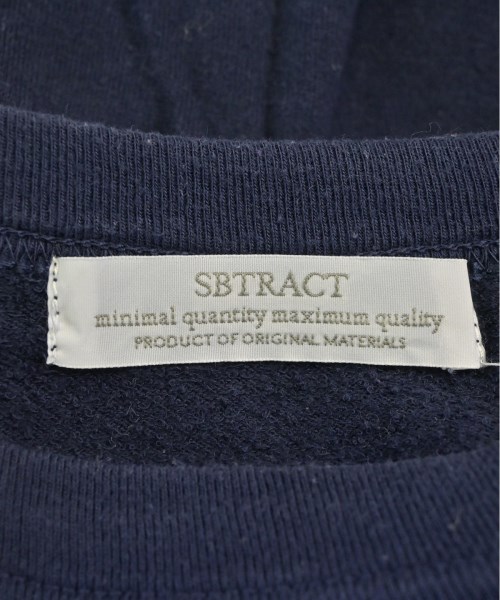 SBTRACT
minimal quantity maximum quality
PRODUCT OF ORIGINAL MATERIALS